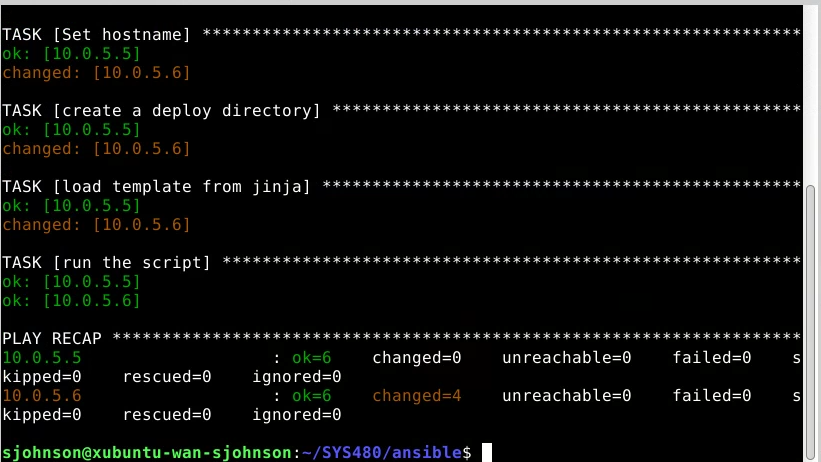 TASK [Set hostname] ************************************************************
ok: [10.0.5.5]
changed: [10.0.5.6]
TASK [create a deploy directory] ***********************************************
ok: [10.0.5.5]
changed: [10.0.5.6]
TASK [load template from jinja] ************************************************
ok: [10.0.5.5]
changed: [10.0.5.6]
TASK [run the script] **********************************************************
ok: [10.0.5.5]
ok: [10.0.5.6]
PLAY RECAP *********************************************************************
10.0.5.5                   : ok=6    changed=0    unreachable=0    failed=0    s
kipped=0    rescued=0    ignored=0
10.0.5.6                   : ok=6    changed=4    unreachable=0    failed=0    s
kipped=0    rescued=0    ignored=0
sjohnson@xubuntu-wan-sjohnson:~/SYS480/ansible$